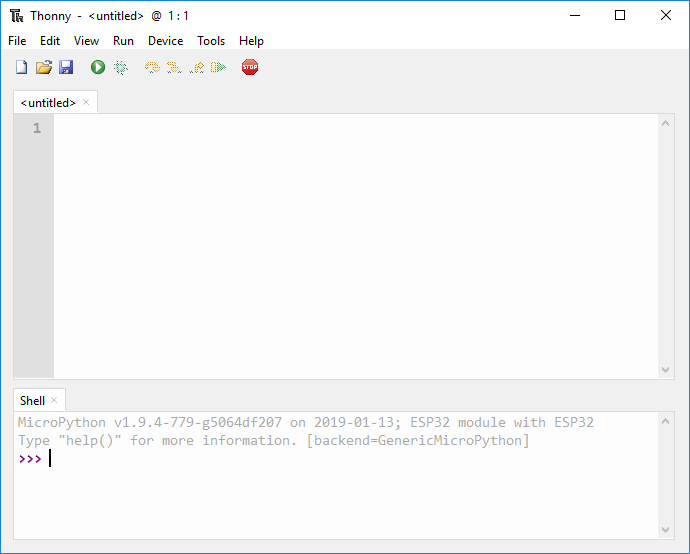 Thonny - <untitled> @ 1:1
File Edit View Run Device Tools Help
STOP
<untitled>
1
Shell
MicroPython v1.9.4-779-g5064df207 on 2019-01-13; ESP32 module with ESP32
Type "help()" for more information. [backend=GenericMicroPython]
>>>